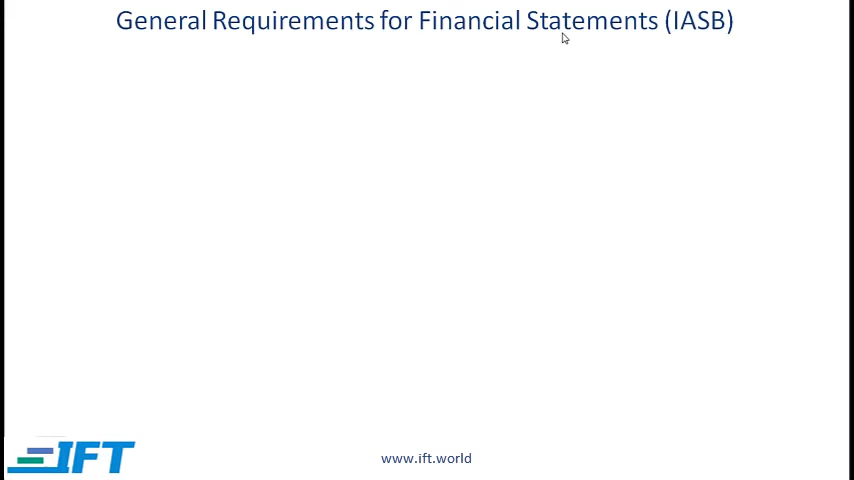 General Requirements for Financial Statements (IASB)
IFT
www.ift.world